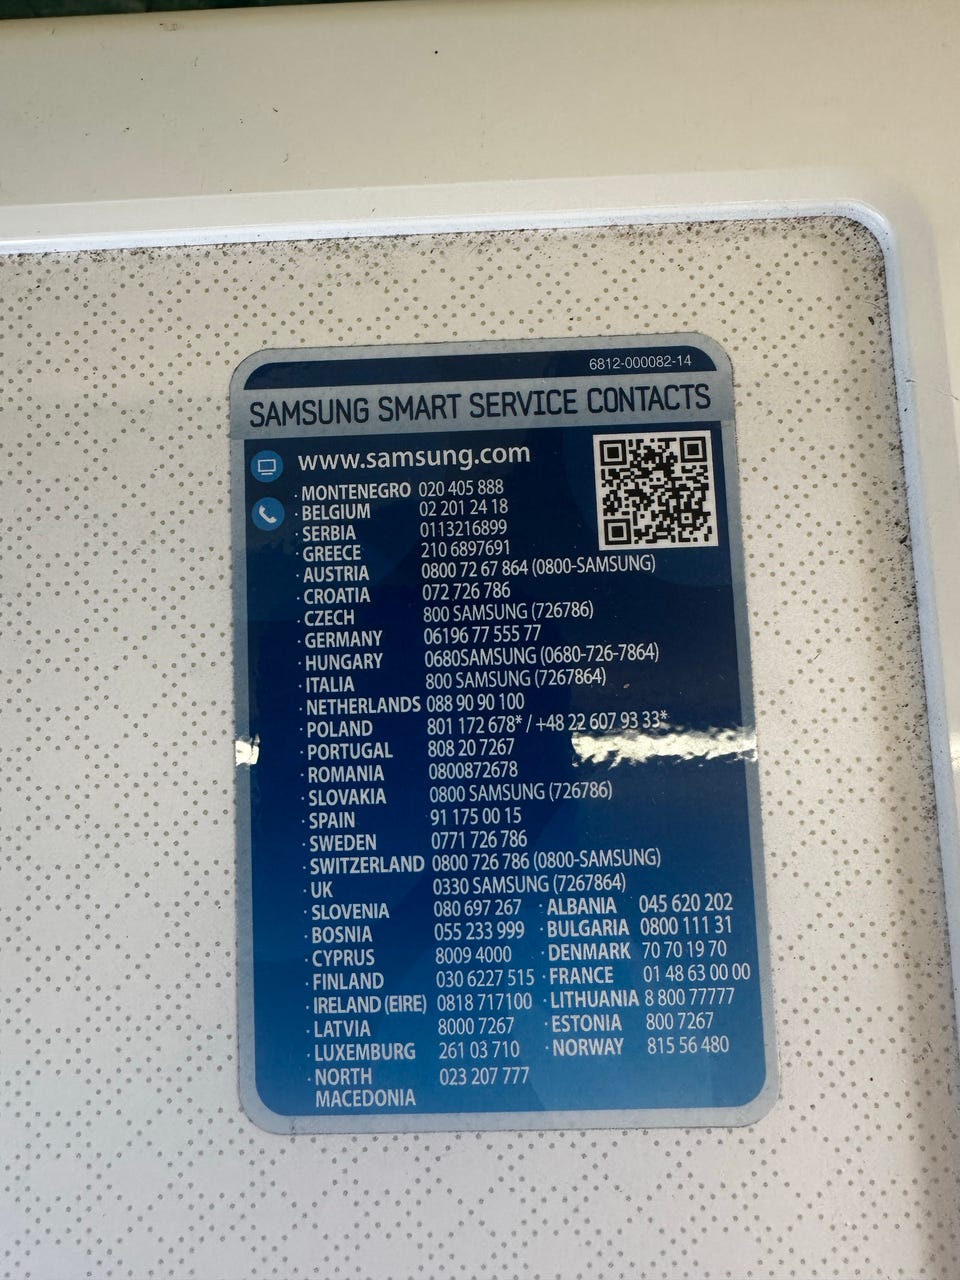 6812-000082-14
SAMSUNG SMART SERVICE CONTACTS
www.samsung.com
· MONTENEGRO 020 405 888
· BELGIUM 02 201 24 18
· SERBIA 0113216899
· GREECE 210 6897691
· AUSTRIA 0800 72 67 864 (0800-SAMSUNG)
· CROATIA 072 726 786
· CZECH 800 SAMSUNG (726786)
· GERMANY 06196 77 555 77
· HUNGARY 0680SAMSUNG (0680-726-7864)
· ITALIA 800 SAMSUNG (7267864)
· NETHERLANDS 088 90 90 100
· POLAND 801 172 678* / +48 22 607 93 33*
· PORTUGAL 808 20 7267
· ROMANIA 0800872678
· SLOVAKIA 0800 SAMSUNG (726786)
· SPAIN 91 175 00 15
· SWEDEN 0771 726 786
· SWITZERLAND 0800 726 786 (0800-SAMSUNG)
· UK 0330 SAMSUNG (7267864)
· SLOVENIA 080 697 267 · ALBANIA 045 620 202
· BOSNIA 055 233 999 · BULGARIA 0800 111 31
· CYPRUS 8009 4000 · DENMARK 70 70 19 70
· FINLAND 030 6227 515 · FRANCE 01 48 63 00 00
· IRELAND (EIRE) 0818 717100 · LITHUANIA 8 800 77777
· LATVIA 8000 7267 · ESTONIA 800 7267
· LUXEMBURG 261 03 710 · NORWAY 815 56 480
· NORTH 023 207 777
MACEDONIA